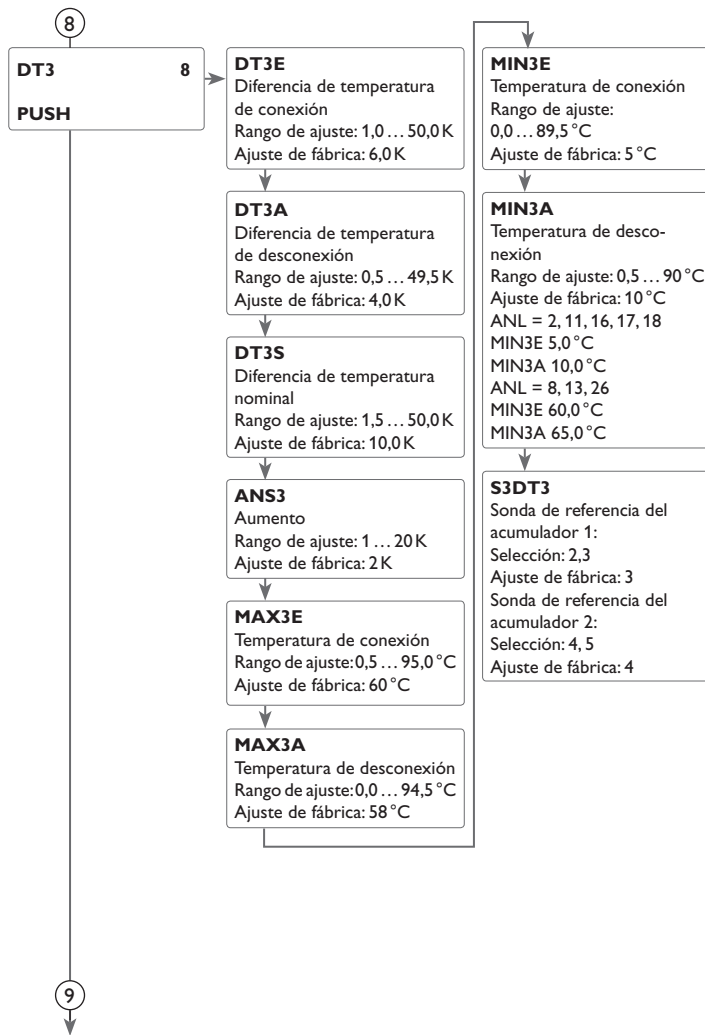 8
DT3 8
PUSH
DT3E
Diferencia de temperatura
de conexión
Rango de ajuste: 1,0 … 50,0 K
Ajuste de fábrica: 6,0 K
DT3A
Diferencia de temperatura
de desconexión
Rango de ajuste: 0,5 … 49,5 K
Ajuste de fábrica: 4,0 K
DT3S
Diferencia de temperatura
nominal
Rango de ajuste: 1,5 … 50,0 K
Ajuste de fábrica: 10,0 K
ANS3
Aumento
Rango de ajuste: 1 … 20 K
Ajuste de fábrica: 2 K
MAX3E
Temperatura de conexión
Rango de ajuste: 0,5 … 95,0 °C
Ajuste de fábrica: 60 °C
MAX3A
Temperatura de desconexión
Rango de ajuste: 0,0 … 94,5 °C
Ajuste de fábrica: 58 °C
MIN3E
Temperatura de conexión
Rango de ajuste:
0,0 … 89,5 °C
Ajuste de fábrica: 5 °C
MIN3A
Temperatura de desco-
nexión
Rango de ajuste: 0,5 … 90 °C
Ajuste de fábrica: 10 °C
ANL = 2, 11, 16, 17, 18
MIN3E 5,0 °C
MIN3A 10,0 °C
ANL = 8, 13, 26
MIN3E 60,0 °C
MIN3A 65,0 °C
S3DT3
Sonda de referencia del
acumulador 1:
Selección: 2,3
Ajuste de fábrica: 3
Sonda de referencia del
acumulador 2:
Selección: 4, 5
Ajuste de fábrica: 4
9